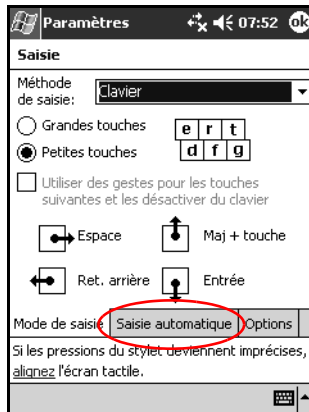 Paramètres 07:52 ok
Saisie
Méthode
de saisie: Clavier
Grandes touches
e r t
Petites touches
d f g
Utiliser des gestes pour les touches
suivantes et les désactiver du clavier
Espace Maj + touche
Ret. arrière Entrée
Mode de saisie Saisie automatique Options
Si les pressions du stylet deviennent imprécises,
alignez l'écran tactile.